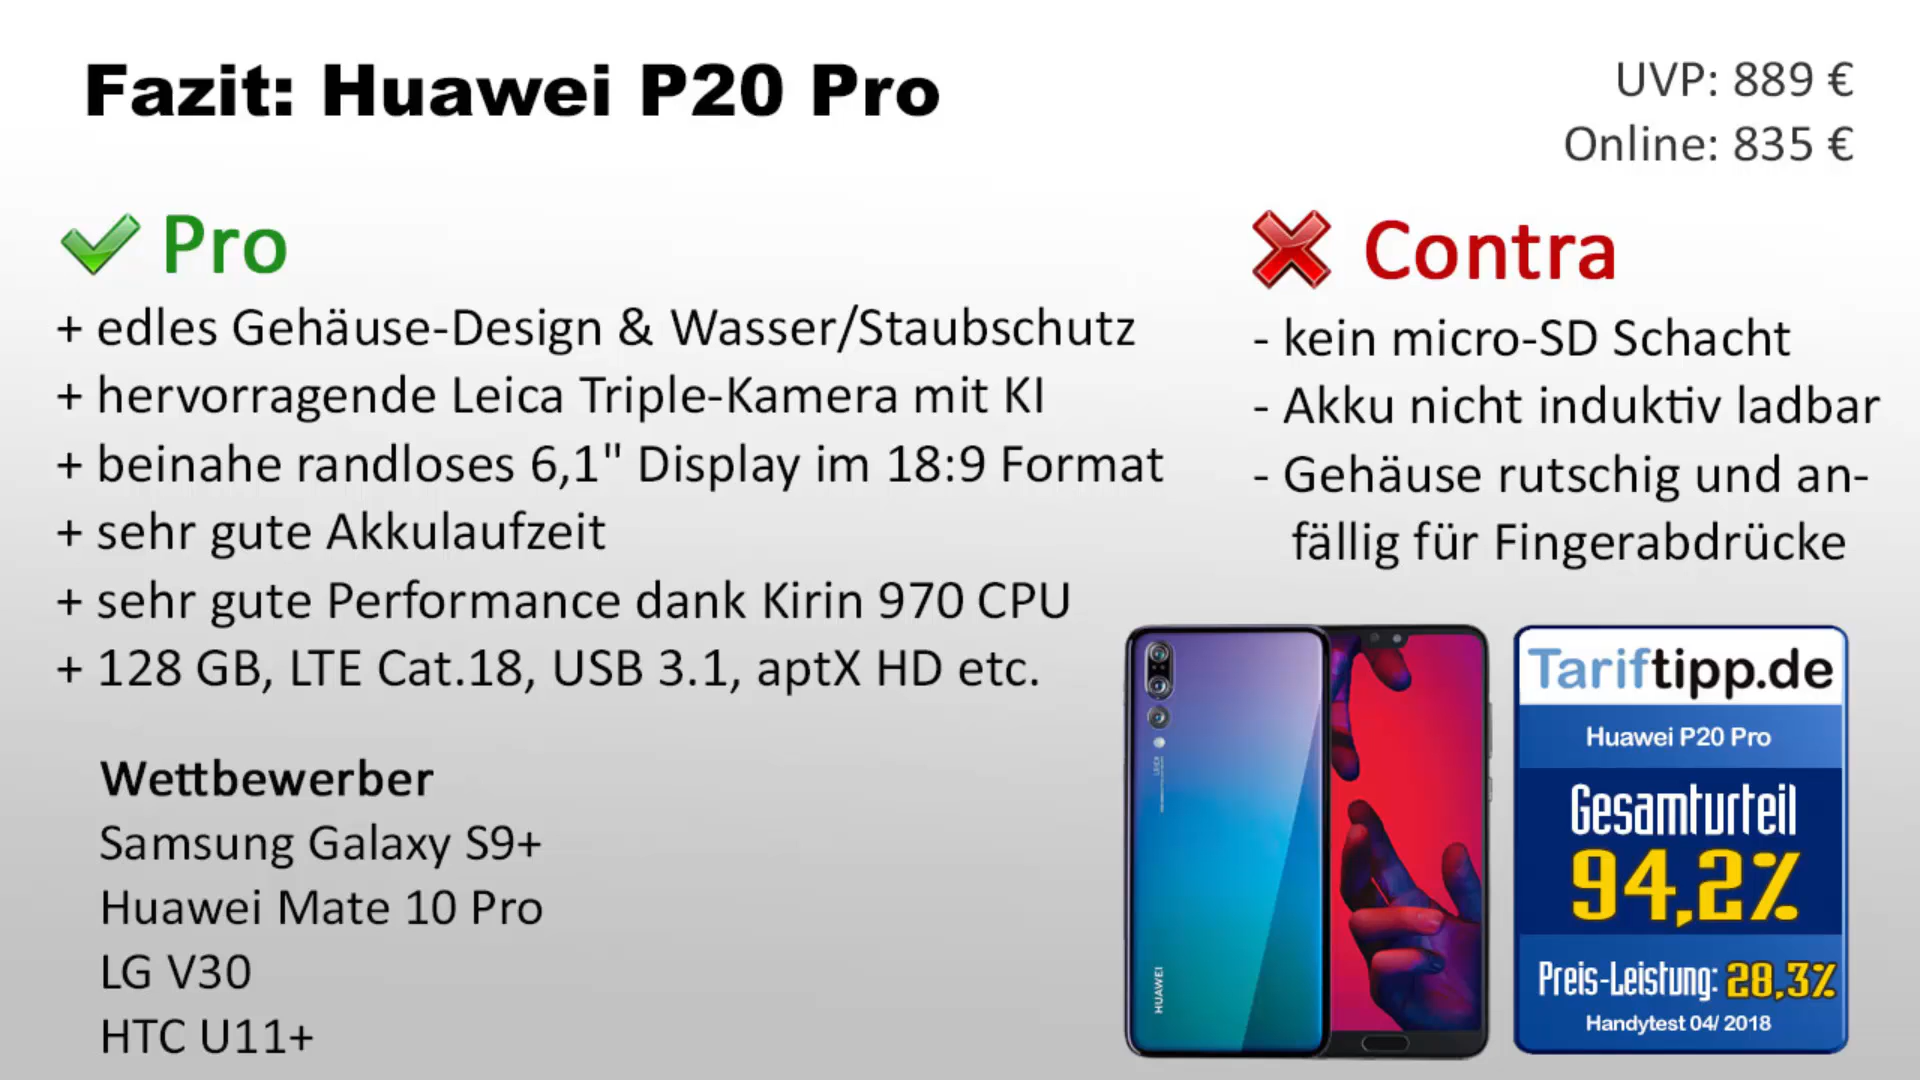 Fazit: Huawei P20 Pro
UVP: 889 €
Online: 835 €
Pro
+ edles Gehäuse-Design & Wasser/Staubschutz
+ hervorragende Leica Triple-Kamera mit KI
+ beinahe randloses 6,1" Display im 18:9 Format
+ sehr gute Akkulaufzeit
+ sehr gute Performance dank Kirin 970 CPU
+ 128 GB, LTE Cat.18, USB 3.1, aptX HD etc.
Contra
- kein micro-SD Schacht
- Akku nicht induktiv ladbar
- Gehäuse rutschig und an-
fällig für Fingerabdrücke
Wettbewerber
Samsung Galaxy S9+
Huawei Mate 10 Pro
LG V30
HTC U11+
LEICA
HUAWEI
Tariftipp.de
Huawei P20 Pro
Gesamturteil
94,2%
Preis-Leistung: 28,3%
Handytest 04/ 2018